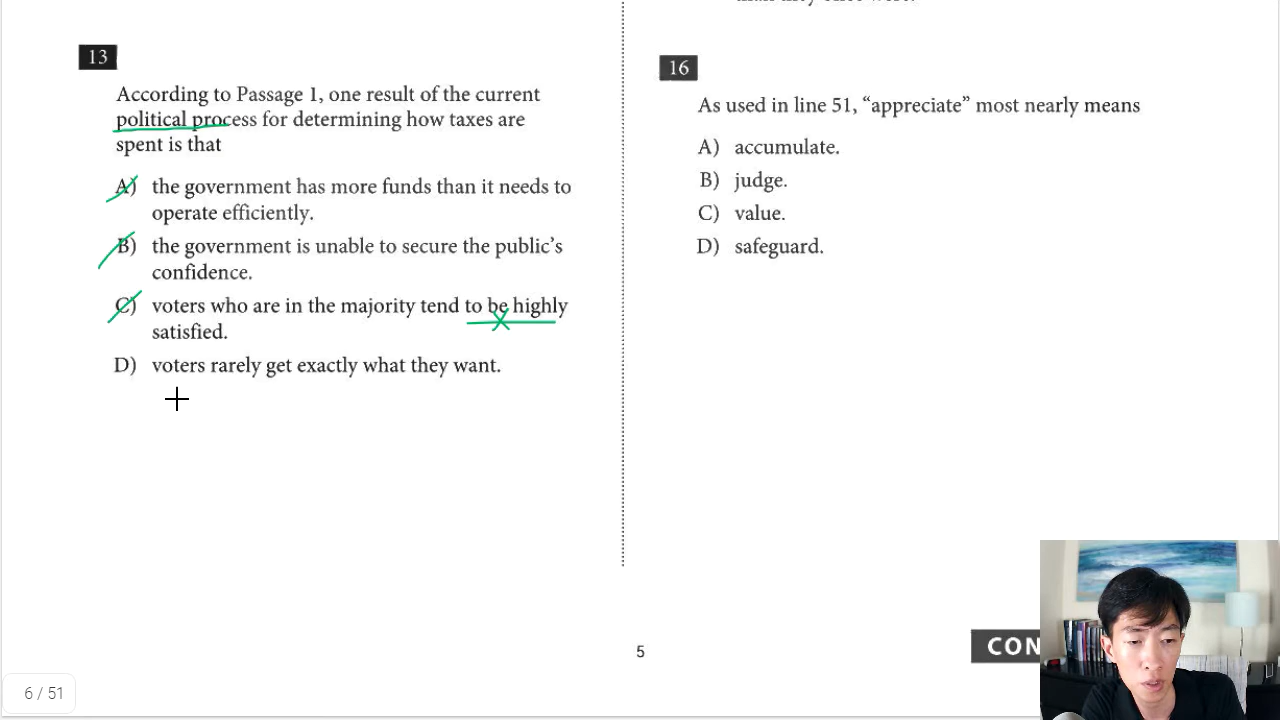 13
According to Passage 1, one result of the current
political process for determining how taxes are
spent is that
A) the government has more funds than it needs to
operate efficiently.
B) the government is unable to secure the public's
confidence.
C) voters who are in the majority tend to be highly
satisfied.
D) voters rarely get exactly what they want.
16
As used in line 51, “appreciate” most nearly means
A) accumulate.
B) judge.
C) value.
D) safeguard.
5
CON
6 / 51